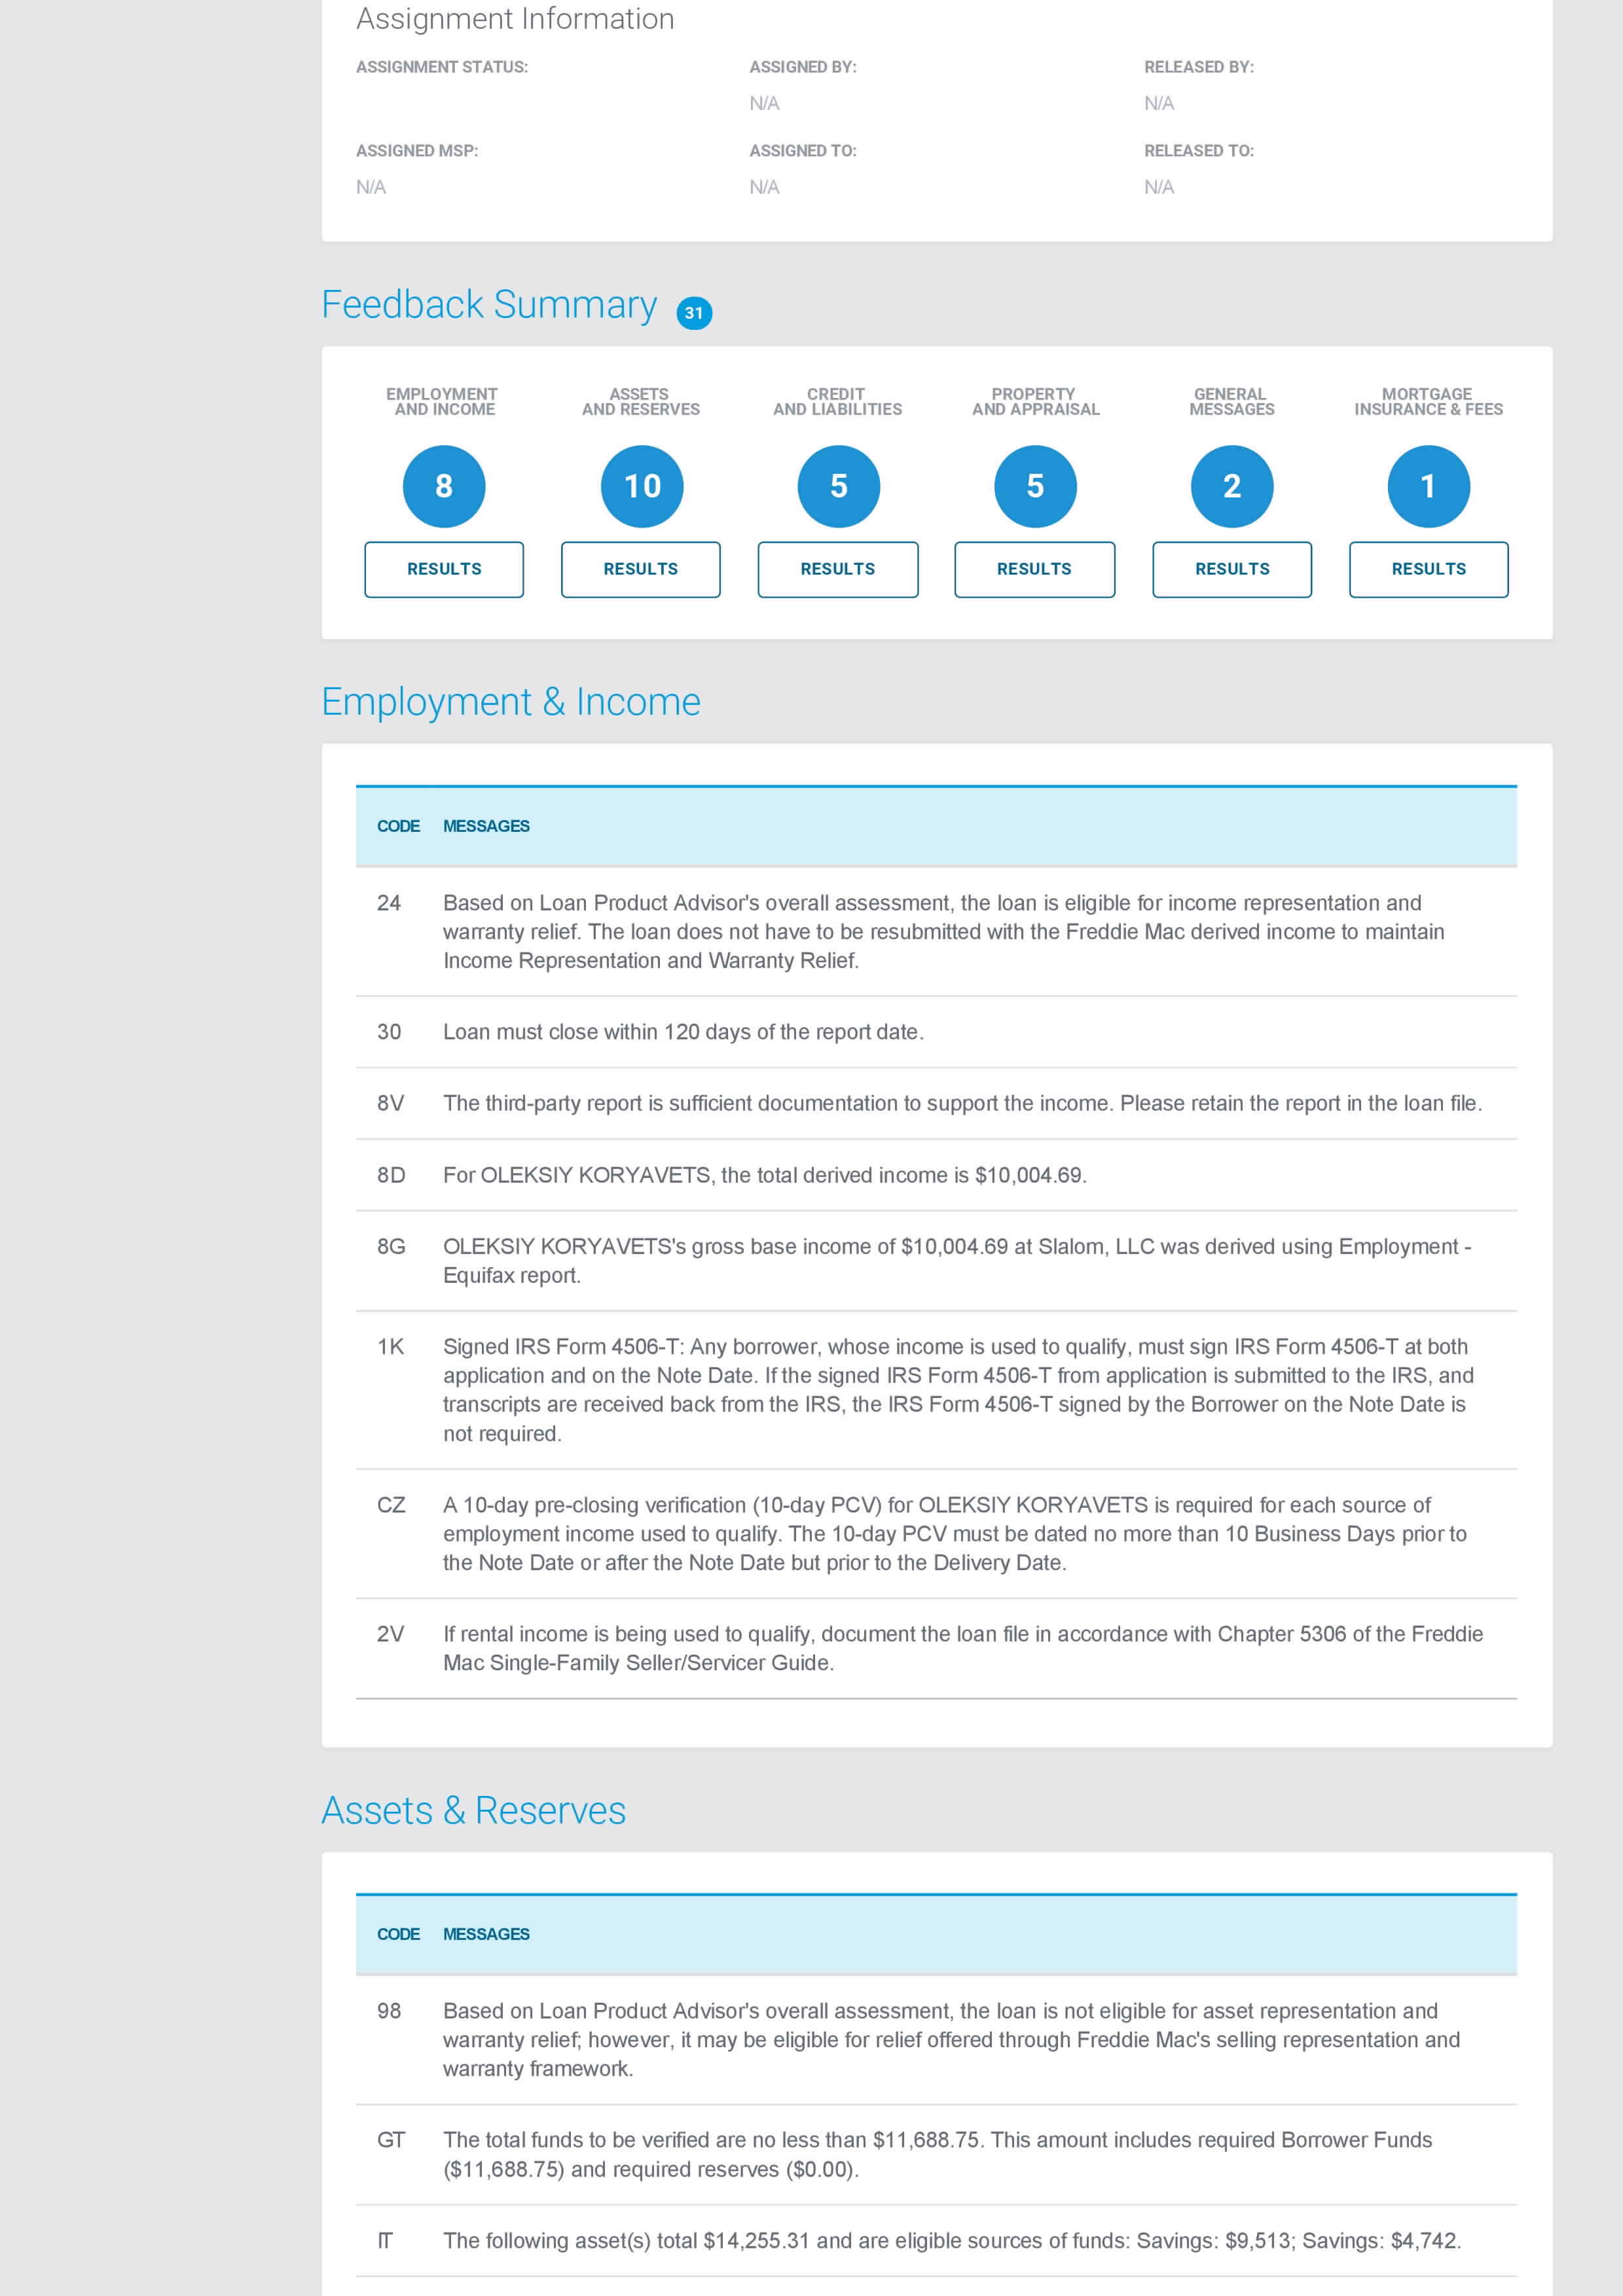 Assignment Information
ASSIGNMENT STATUS: ASSIGNED BY: RELEASED BY:
N/A N/A
ASSIGNED MSP: ASSIGNED TO: RELEASED TO:
N/A N/A N/A
Feedback Summary 31
EMPLOYMENT AND INCOME ASSETS AND RESERVES CREDIT AND LIABILITIES PROPERTY AND APPRAISAL GENERAL MESSAGES MORTGAGE INSURANCE & FEES
8 10 5 5 2 1
RESULTS RESULTS RESULTS RESULTS RESULTS RESULTS
Employment & Income
CODE MESSAGES
24 Based on Loan Product Advisor's overall assessment, the loan is eligible for income representation and
warranty relief. The loan does not have to be resubmitted with the Freddie Mac derived income to maintain
Income Representation and Warranty Relief.
30 Loan must close within 120 days of the report date.
8V The third-party report is sufficient documentation to support the income. Please retain the report in the loan file.
8D For OLEKSIY KORYAVETS, the total derived income is $10,004.69.
8G OLEKSIY KORYAVETS's gross base income of $10,004.69 at Slalom, LLC was derived using Employment -
Equifax report.
1K Signed IRS Form 4506-T: Any borrower, whose income is used to qualify, must sign IRS Form 4506-T at both
application and on the Note Date. If the signed IRS Form 4506-T from application is submitted to the IRS, and
transcripts are received back from the IRS, the IRS Form 4506-T signed by the Borrower on the Note Date is
not required.
CZ A 10-day pre-closing verification (10-day PCV) for OLEKSIY KORYAVETS is required for each source of
employment income used to qualify. The 10-day PCV must be dated no more than 10 Business Days prior to
the Note Date or after the Note Date but prior to the Delivery Date.
2V If rental income is being used to qualify, document the loan file in accordance with Chapter 5306 of the Freddie
Mac Single-Family Seller/Servicer Guide.
Assets & Reserves
CODE MESSAGES
98 Based on Loan Product Advisor's overall assessment, the loan is not eligible for asset representation and
warranty relief; however, it may be eligible for relief offered through Freddie Mac's selling representation and
warranty framework.
GT The total funds to be verified are no less than $11,688.75. This amount includes required Borrower Funds
($11,688.75) and required reserves ($0.00).
IT The following asset(s) total $14,255.31 and are eligible sources of funds: Savings: $9,513; Savings: $4,742.